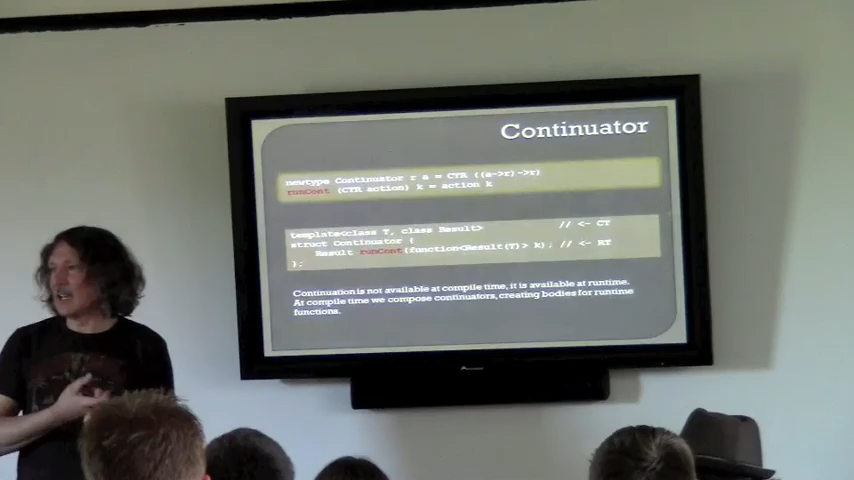 Continuator
newtype Continuator r a = CTR ((a->r)->r)
runCont (CTR action) k = action k
template<class T, class Result> // <- CT
struct Continuator {
Result runCont(function<Result(T)> k); // <- RT
};
Continuation is not available at compile time, it is available at runtime.
At compile time we compose continuators, creating bodies for runtime
functions.